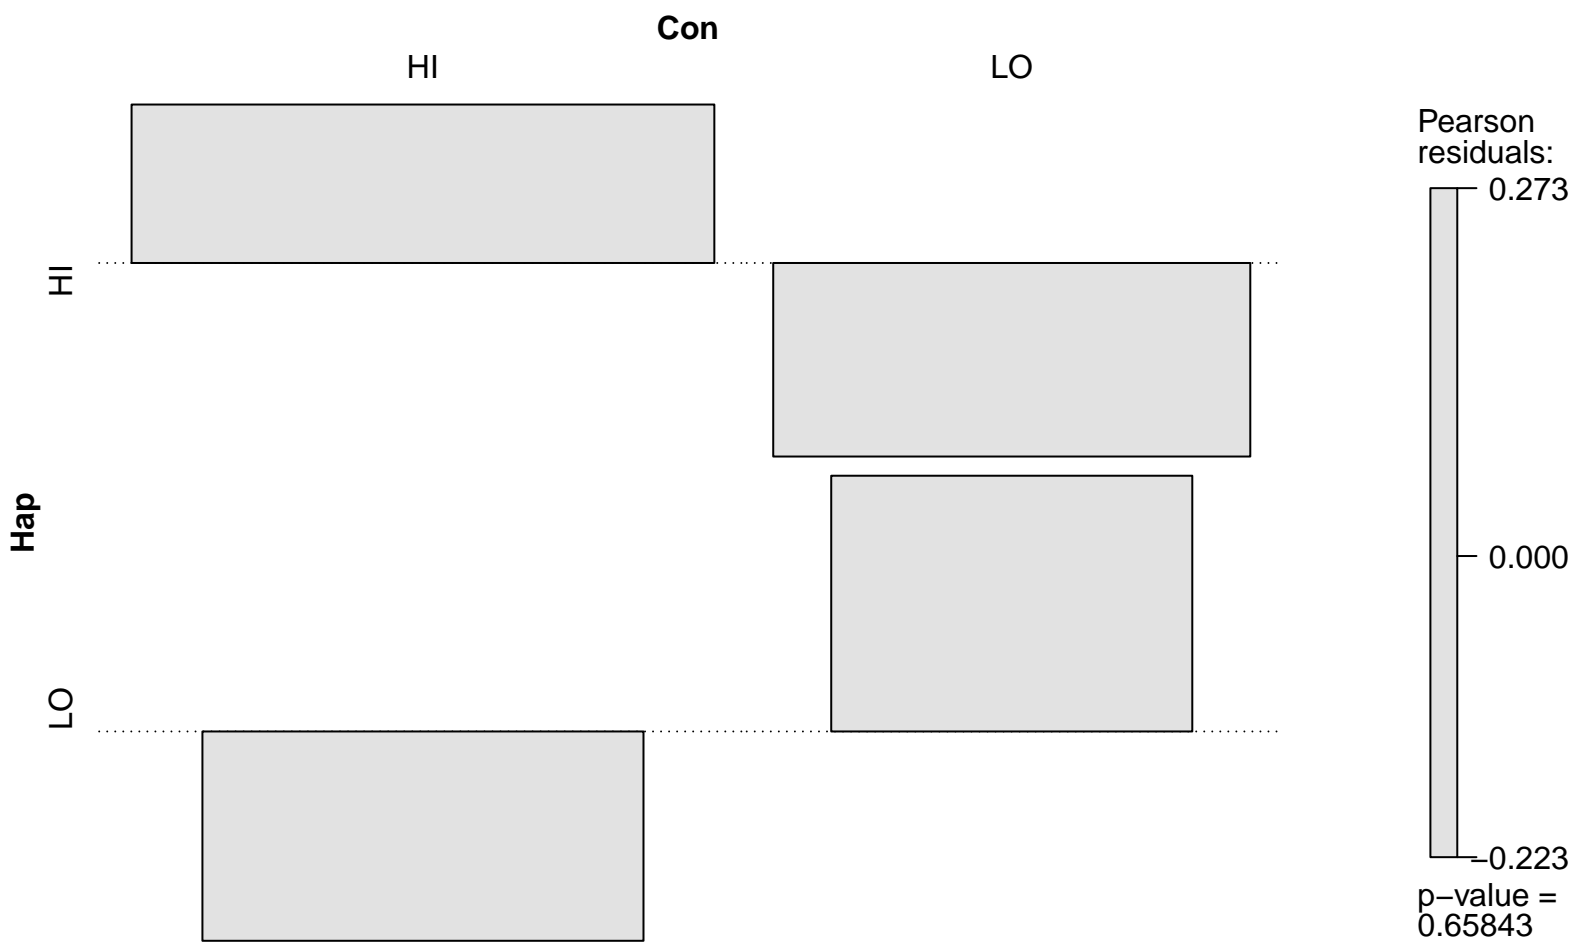 Con
HI
LO
Hap
HI
LO
Pearson
residuals:
0.273
0.000
−0.223
p−value =
0.65843